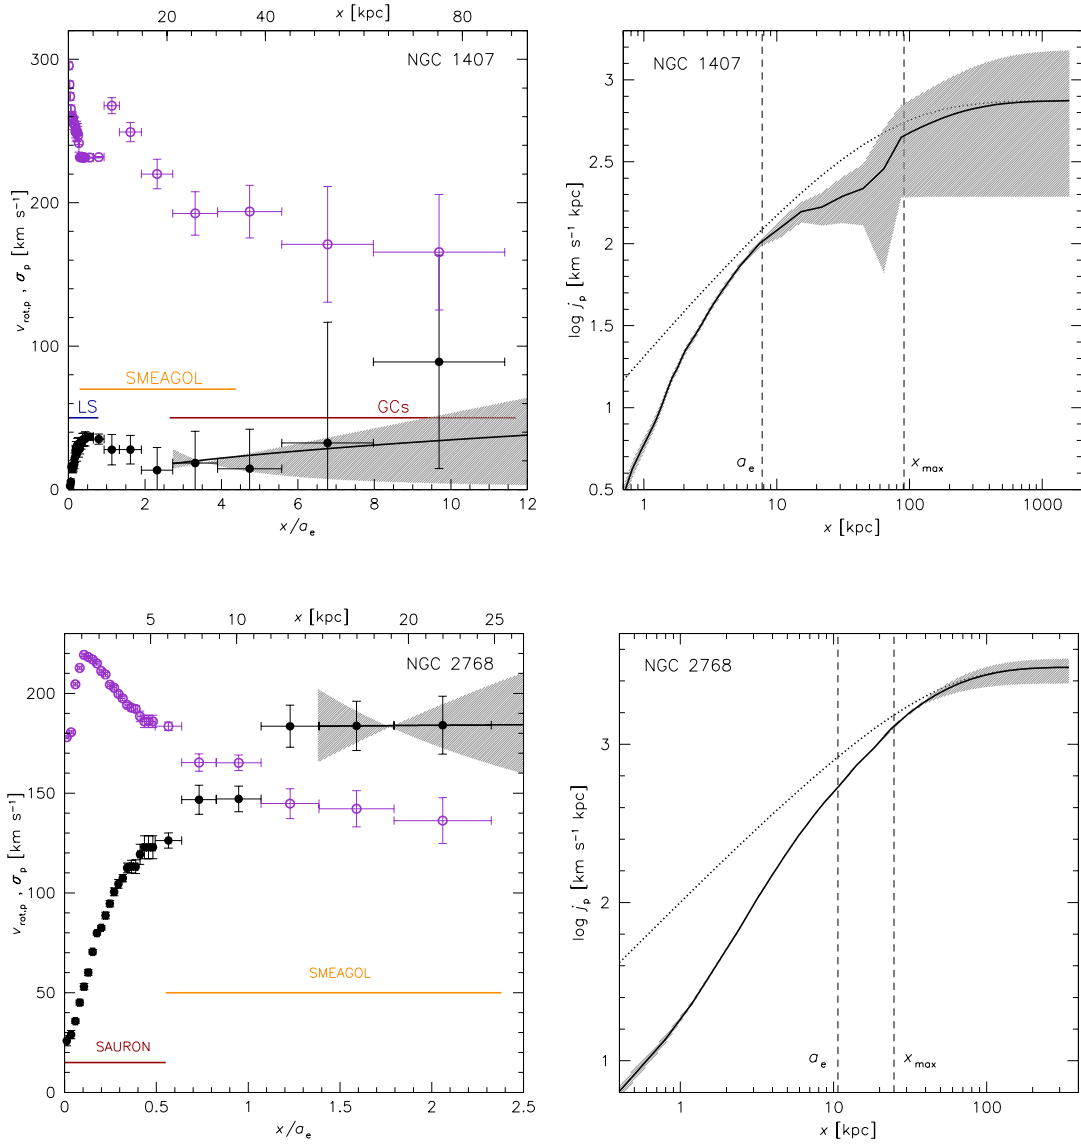 x [kpc]
20 40 60 80
NGC 1407
300
200
100
0
v_rot,p , σ_p [km s⁻¹]
SMEAGOL
LS
GCs
0 2 4 6 8 10 12
x/a_e
NGC 1407
3
2.5
2
1.5
1
0.5
log j_p [km s⁻¹ kpc]
a_e x_max
1 10 100 1000
x [kpc]
x [kpc]
5 10 15 20 25
NGC 2768
200
150
100
50
0
v_rot,p , σ_p [km s⁻¹]
SMEAGOL
SAURON
0 0.5 1 1.5 2 2.5
x/a_e
NGC 2768
3
2
1
log j_p [km s⁻¹ kpc]
a_e x_max
1 10 100
x [kpc]